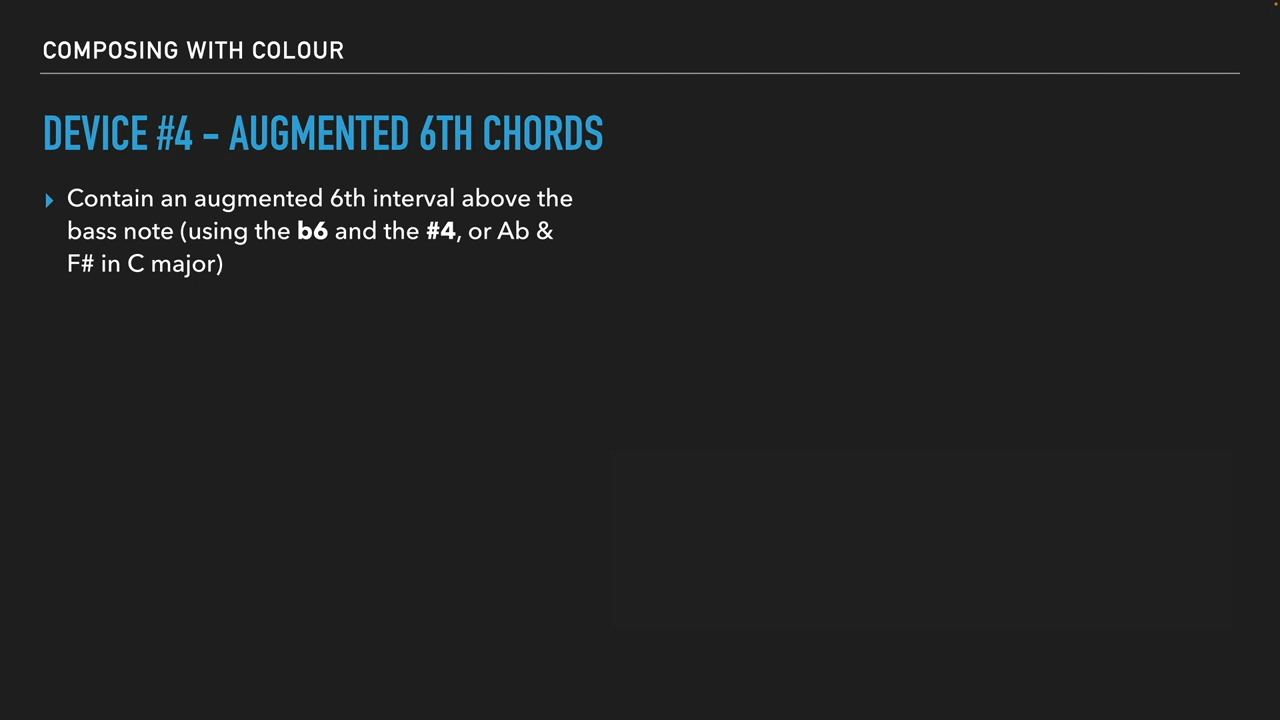 COMPOSING WITH COLOUR
DEVICE #4 – AUGMENTED 6TH CHORDS
▸ Contain an augmented 6th interval above the
bass note (using the b6 and the #4, or Ab &
F# in C major)